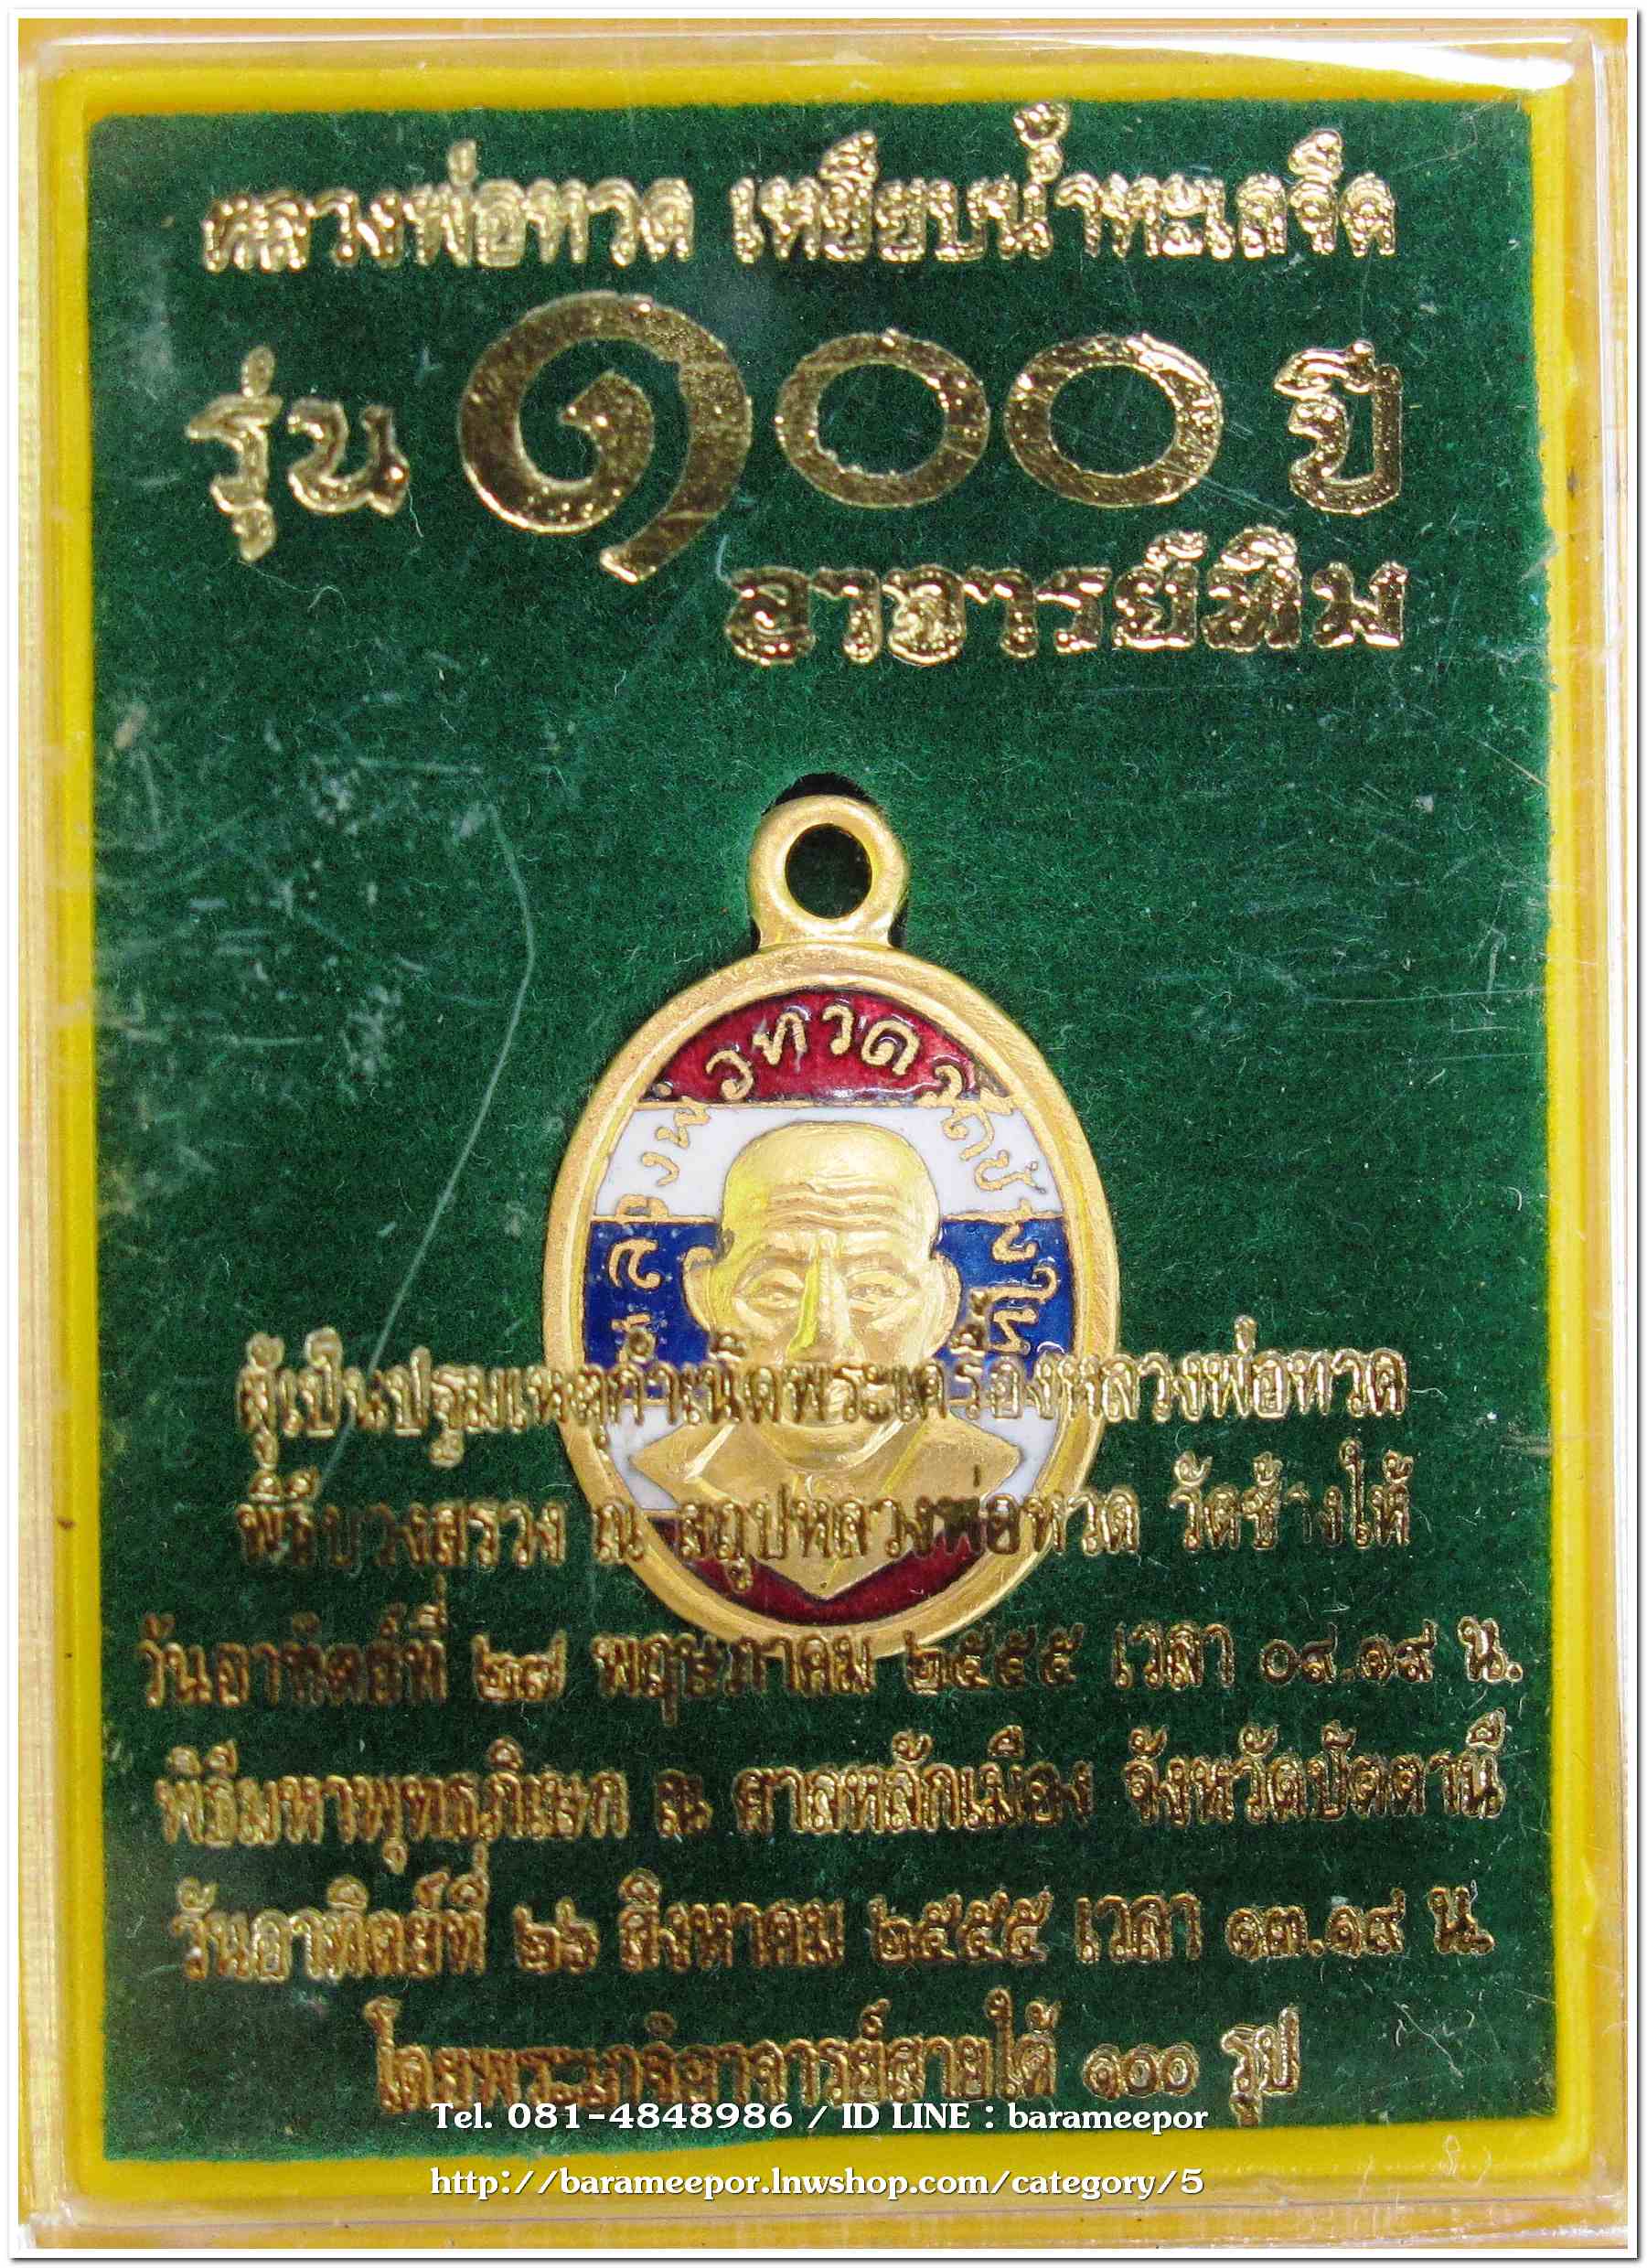 หลวงพ่อทวด เหยียบน้ำทะเลจืด
รุ่น ๑๐๐ ปี
อาจารย์ทิม
หลวงพ่อทวดวัดช้างให้
ผู้เป็นปฐมเหตุกำเนิดพระเครื่องหลวงพ่อทวด
พิธีบวงสรวง ณ สถูปหลวงพ่อทวด วัดช้างให้
วันอาทิตย์ที่ ๒๗ พฤษภาคม ๒๕๕๕ เวลา ๐๙.๑๙ น.
พิธีมหาพุทธภิเษก ณ ศาลหลักเมือง จังหวัดปัตตานี
วันอาทิตย์ที่ ๒๖ สิงหาคม ๒๕๕๕ เวลา ๑๓.๑๙ น.
โดยพระเกจิอาจารย์สายใต้ ๑๐๐ รูป
Tel. 081-4848986 / ID LINE : barameepor
http://barameepor.lnwshop.com/category/5